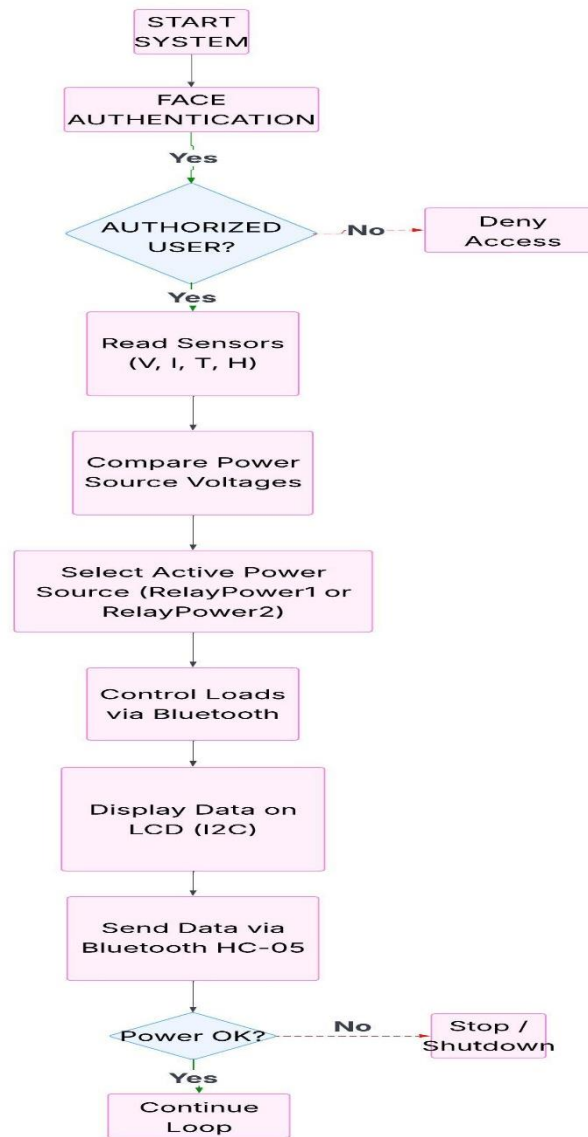 START
SYSTEM
FACE
AUTHENTICATION
Yes
AUTHORIZED
USER?
No
Deny
Access
Yes
Read Sensors
(V, I, T, H)
Compare Power
Source Voltages
Select Active Power
Source (RelayPower1 or
RelayPower2)
Control Loads
via Bluetooth
Display Data on
LCD (I2C)
Send Data via
Bluetooth HC-05
Power OK?
No
Stop /
Shutdown
Yes
Continue
Loop